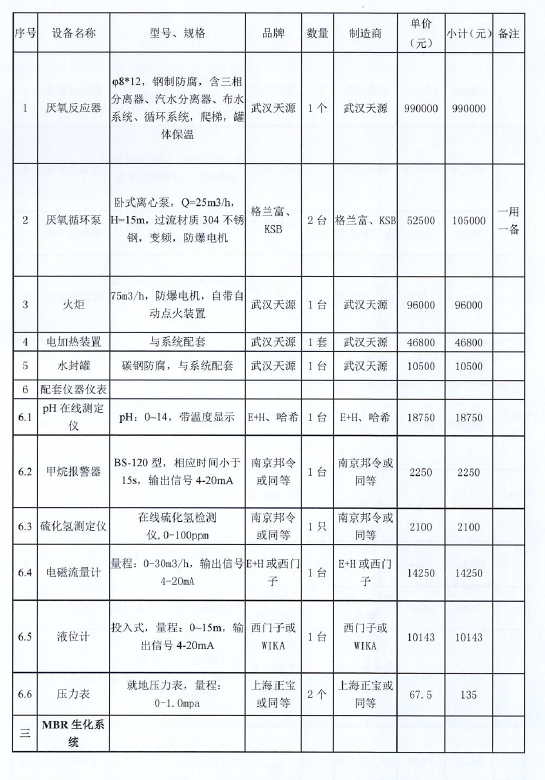 序号 设备名称 型号、规格 品牌 数量 制造商 单价（元） 小计（元） 备注
1 厌氧反应器 φ8*12，钢制防腐，含三相分离器、汽水分离器、布水系统、循环系统，爬梯，罐体保温 武汉天源 1个 武汉天源 990000 990000
2 厌氧循环泵 卧式离心泵，Q=25m3/h，H=15m，过流材质 304 不锈钢，变频，防爆电机 格兰富、KSB 2台 格兰富、KSB 52500 105000 一用一备
3 火炬 75m3/h，防爆电机，自带自动点火装置 武汉天源 1台 武汉天源 96000 96000
4 电加热装置 与系统配套 武汉天源 1套 武汉天源 46800 46800
5 水封罐 碳钢防腐，与系统配套 武汉天源 1台 武汉天源 10500 10500
6 配套仪器仪表
6.1 pH 在线测定仪 pH：0~14，带温度显示 E+H、哈希 1台 E+H、哈希 18750 18750
6.2 甲烷报警器 BS-120 型，相应时间小于 15s，输出信号 4-20mA 南京邦令或同等 1台 南京邦令或同等 2250 2250
6.3 硫化氢测定仪 在线硫化氢检测仪,0-100ppm 南京邦令或同等 1只 南京邦令或同等 2100 2100
6.4 电磁流量计 量程：0-30m3/h，输出信号 4-20mA E+H 或西门子 1台 E+H 或西门子 14250 14250
6.5 液位计 投入式，量程：0~15m，输出信号 4-20mA 西门子或 WIKA 1台 西门子或 WIKA 10143 10143
6.6 压力表 就地压力表，量程：0-1.0mpa 上海正宝或同等 2个 上海正宝或同等 67.5 135
三 MBR 生化系统